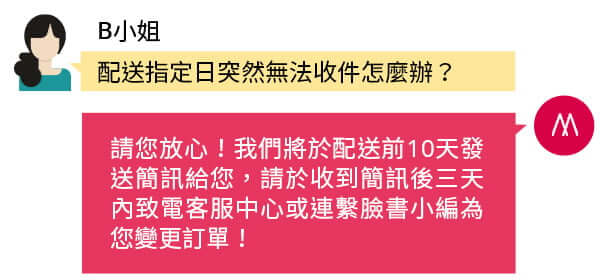 B小姐
配送指定日突然無法收件怎麼辦？
請您放心！我們將於配送前10天發
送簡訊給您，請於收到簡訊後三天
內致電客服中心或連繫臉書小編為
您變更訂單！